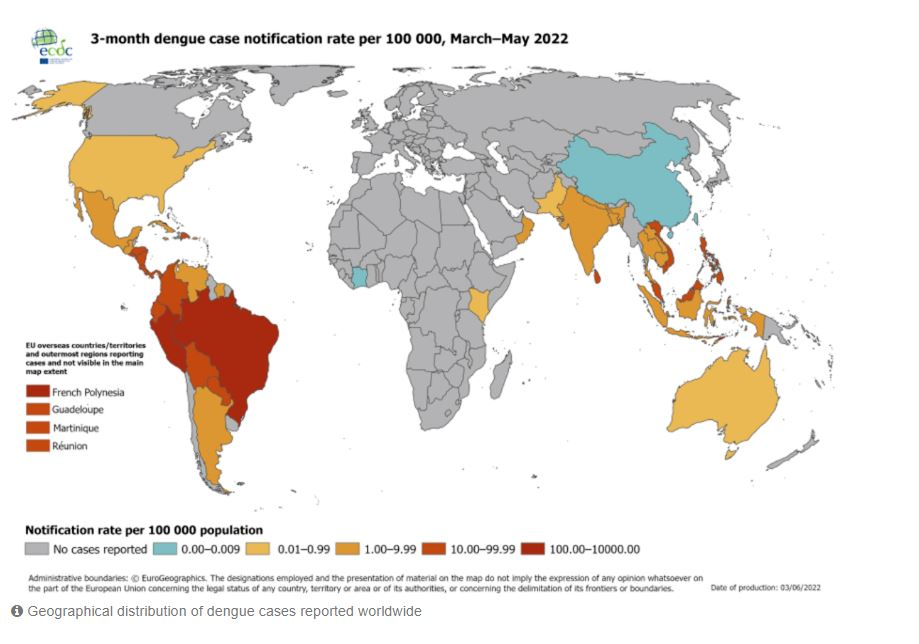 ecdc
3-month dengue case notification rate per 100 000, March–May 2022
EU overseas countries/territories
and outermost regions reporting
cases and not visible in the main
map extent
French Polynesia
Guadeloupe
Martinique
Réunion
Notification rate per 100 000 population
No cases reported 0.00–0.009 0.01–0.99 1.00–9.99 10.00–99.99 100.00–10000.00
Administrative boundaries: © EuroGeographics. The designations employed and the presentation of material on the map do not imply the expression of any opinion whatsoever on
the part of the European Union concerning the legal status of any country, territory or area or of its authorities, or concerning the delimitation of its frontiers or boundaries.
Date of production: 03/06/2022
Geographical distribution of dengue cases reported worldwide